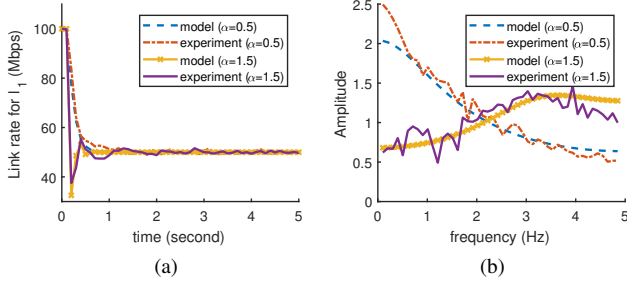 100
80
60
40
0
1
2
3
4
5
Link rate for l₁ (Mbps)
time (second)
model (α=0.5)
experiment (α=0.5)
model (α=1.5)
experiment (α=1.5)
(a)
2.5
2
1.5
1
0.5
0
0
1
2
3
4
5
Amplitude
frequency (Hz)
model (α=0.5)
experiment (α=0.5)
model (α=1.5)
experiment (α=1.5)
(b)